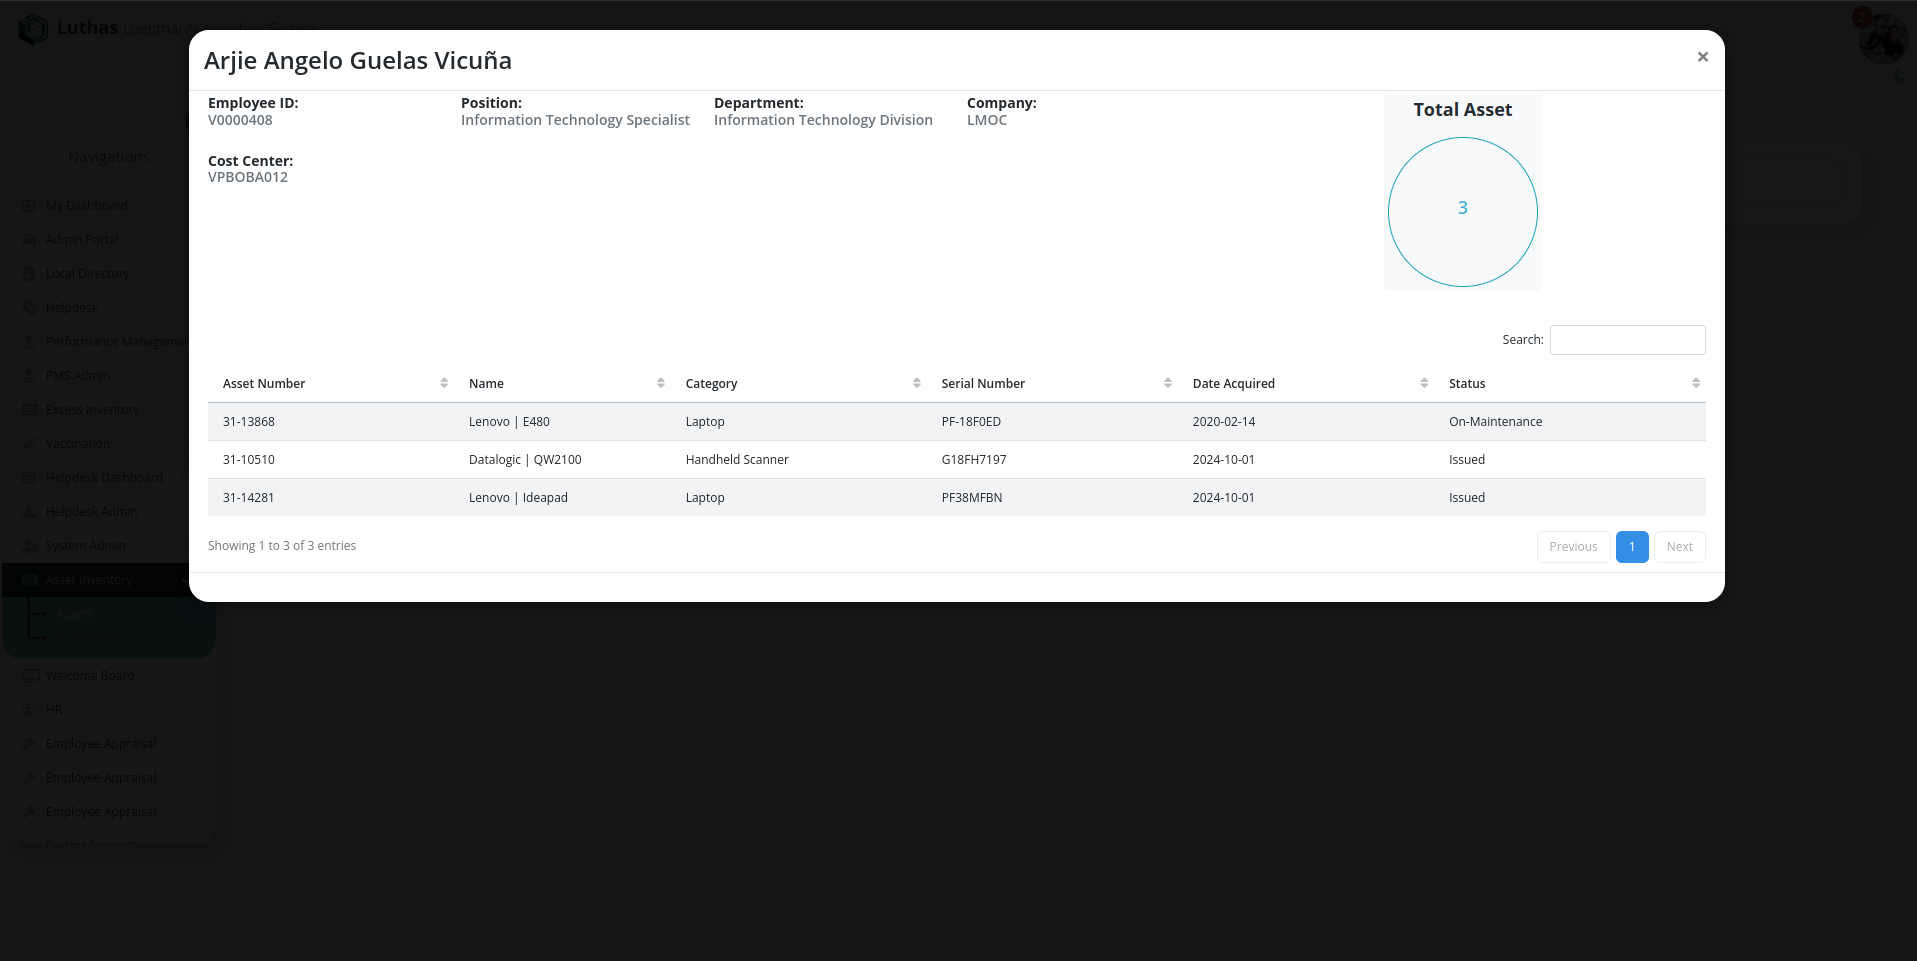 Luthas Luenthai Automation System
2
Arjie Angelo Guelas Vicuña
×
Employee ID: Position: Department: Company:
V0000408 Information Technology Specialist Information Technology Division LMOC
Cost Center:
VPBOBA012
Total Asset
3
Search:
Asset Number Name Category Serial Number Date Acquired Status
31-13868 Lenovo | E480 Laptop PF-18F0ED 2020-02-14 On-Maintenance
31-10510 Datalogic | QW2100 Handheld Scanner G18FH7197 2024-10-01 Issued
31-14281 Lenovo | Ideapad Laptop PF38MFBN 2024-10-01 Issued
Showing 1 to 3 of 3 entries
Previous 1 Next
Navigations
My Dashboard
Admin Portal
Local Directory
Helpdesk
Performance Managemer
PMS Admin
Excess Inventory
Vaccination
Helpdesk Dashboard
Helpdesk Admin
System Admin
Asset Inventory
Assets
Welcome Board
HR
Employee Appraisal
Employee Appraisal
Employee Appraisal